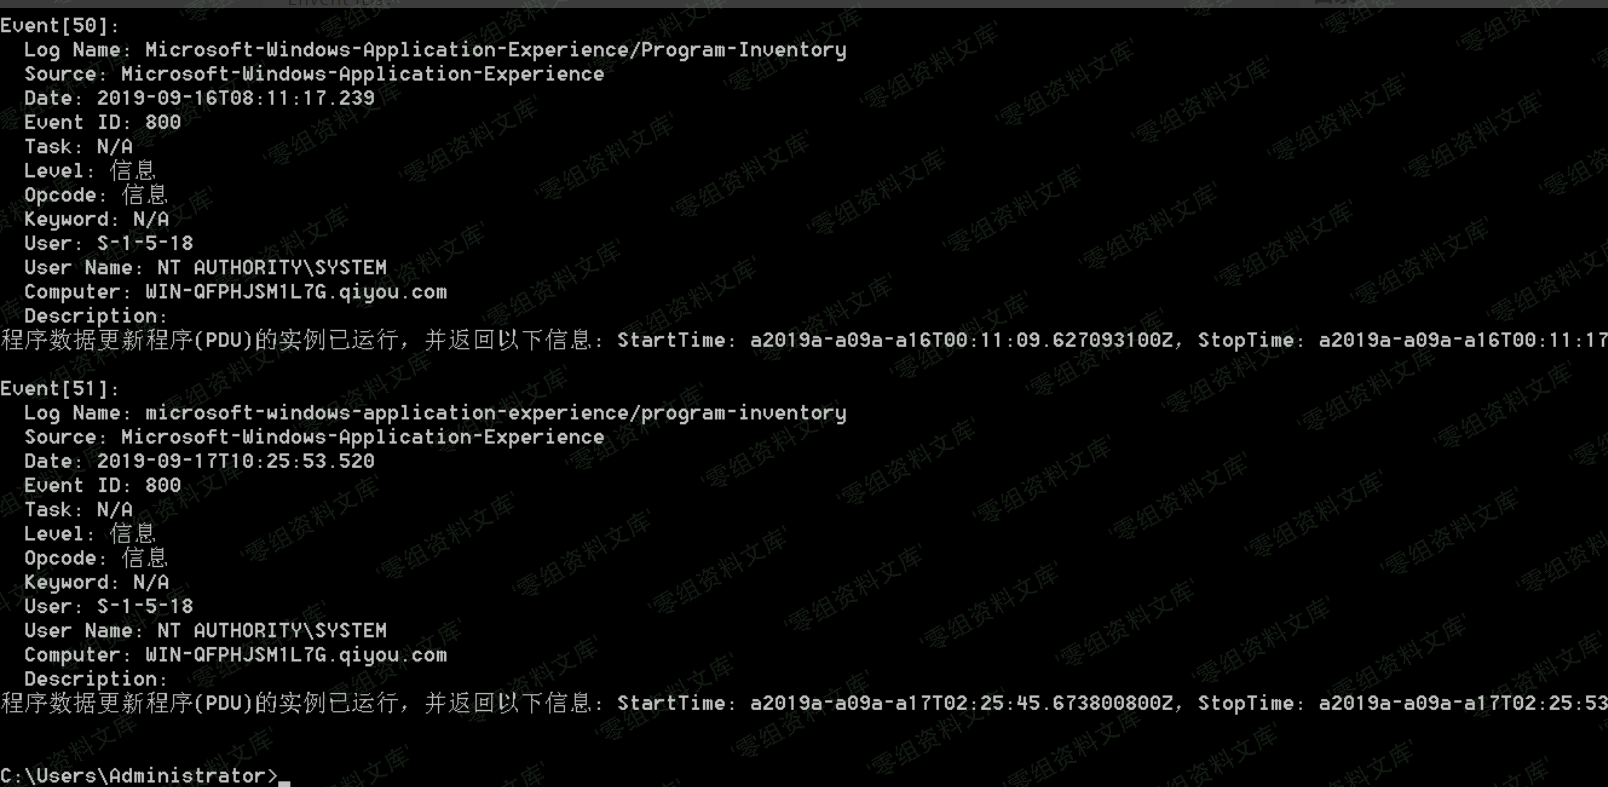 Event[50]:
Log Name: Microsoft-Windows-Application-Experience/Program-Inventory
Source: Microsoft-Windows-Application-Experience
Date: 2019-09-16T08:11:17.239
Event ID: 800
Task: N/A
Level: 信息
Opcode: 信息
Keyword: N/A
User: S-1-5-18
User Name: NT AUTHORITY\SYSTEM
Computer: WIN-QFPHJSM1L7G.qiyou.com
Description:
程序数据更新程序(PDU)的实例已运行，并返回以下信息: StartTime: a2019a-a09a-a16T00:11:09.627093100Z，StopTime: a2019a-a09a-a16T00:11:17
Event[51]:
Log Name: microsoft-windows-application-experience/program-inventory
Source: Microsoft-Windows-Application-Experience
Date: 2019-09-17T10:25:53.520
Event ID: 800
Task: N/A
Level: 信息
Opcode: 信息
Keyword: N/A
User: S-1-5-18
User Name: NT AUTHORITY\SYSTEM
Computer: WIN-QFPHJSM1L7G.qiyou.com
Description:
程序数据更新程序(PDU)的实例已运行，并返回以下信息: StartTime: a2019a-a09a-a17T02:25:45.673800800Z，StopTime: a2019a-a09a-a17T02:25:53
C:\Users\Administrator>_
'零组资料文库'